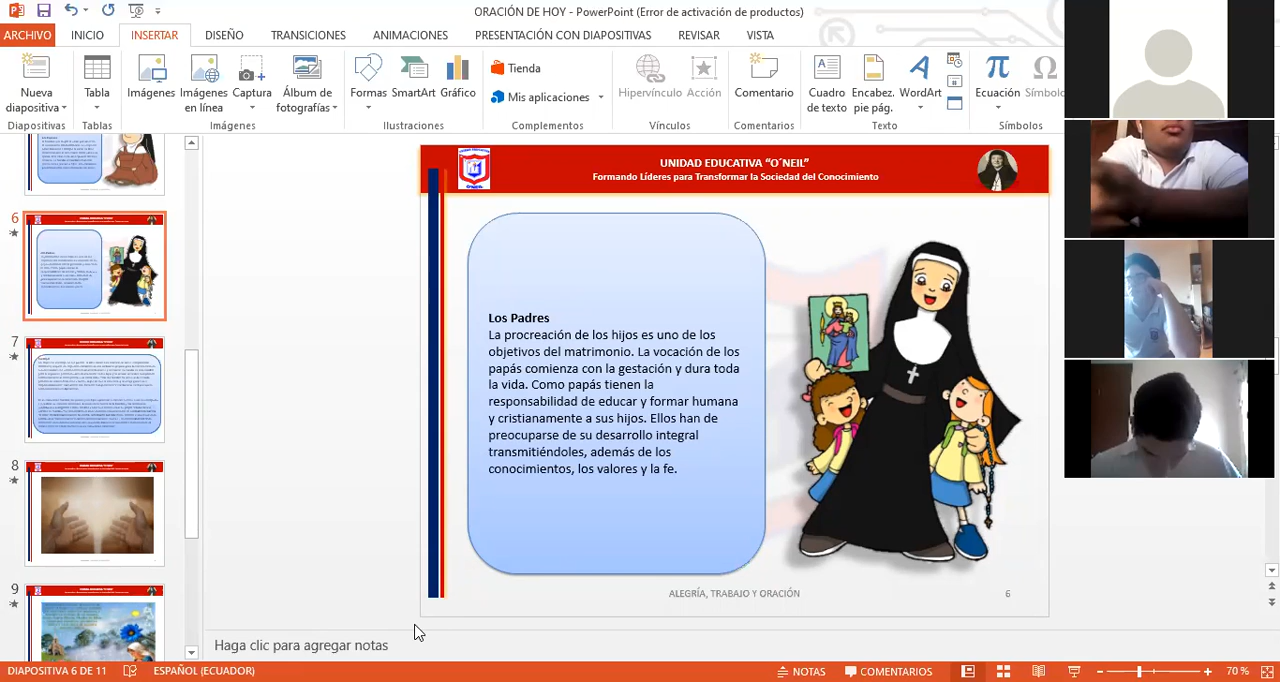 ORACIÓN DE HOY - PowerPoint (Error de activación de productos)
ARCHIVO INICIO INSERTAR DISEÑO TRANSICIONES ANIMACIONES PRESENTACIÓN CON DIAPOSITIVAS REVISAR VISTA
Nueva diapositiva
Tabla
Imágenes
Imágenes en línea
Captura
Álbum de fotografías
Formas
SmartArt
Gráfico
Tienda
Mis aplicaciones
Hipervínculo
Acción
Comentario
Cuadro de texto
Encabez. pie pág.
WordArt
Ecuación
Símbolo
Diapositivas Tablas Imágenes Ilustraciones Complementos Vínculos Comentarios Texto Símbolos
6
7
8
9
UNIDAD EDUCATIVA “O´NEIL”
Formando Líderes para Transformar la Sociedad del Conocimiento
Los Padres
La procreación de los hijos es uno de los
objetivos del matrimonio. La vocación de los
papás comienza con la gestación y dura toda
la vida. Como papás tienen la
responsabilidad de educar y formar humana
y cristianamente a sus hijos. Ellos han de
preocuparse de su desarrollo integral
transmitiéndoles, además de los
conocimientos, los valores y la fe.
ALEGRÍA, TRABAJO Y ORACIÓN
6
Haga clic para agregar notas
DIAPOSITIVA 6 DE 11 ESPAÑOL (ECUADOR) NOTAS COMENTARIOS 70 %